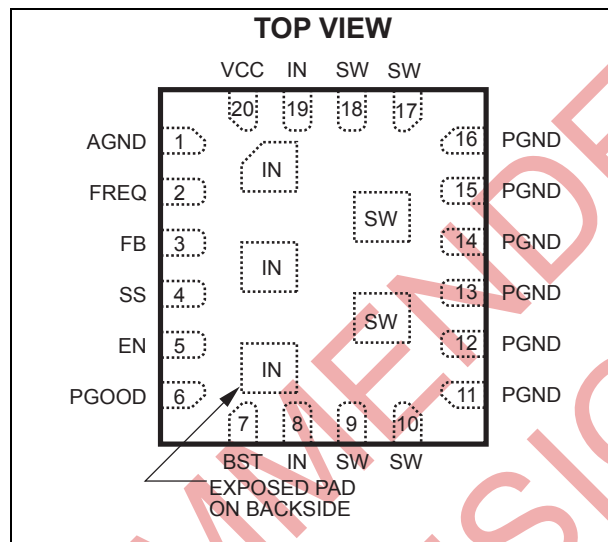 TOP VIEW
VCC IN SW SW
20 19 18 17
AGND 1 16 PGND
IN
FREQ 2 15 PGND
SW
FB 3 14 PGND
IN
SS 4 13 PGND
SW
EN 5 12 PGND
IN
PGOOD 6 11 PGND
7 8 9 10
BST IN SW SW
EXPOSED PAD
ON BACKSIDE